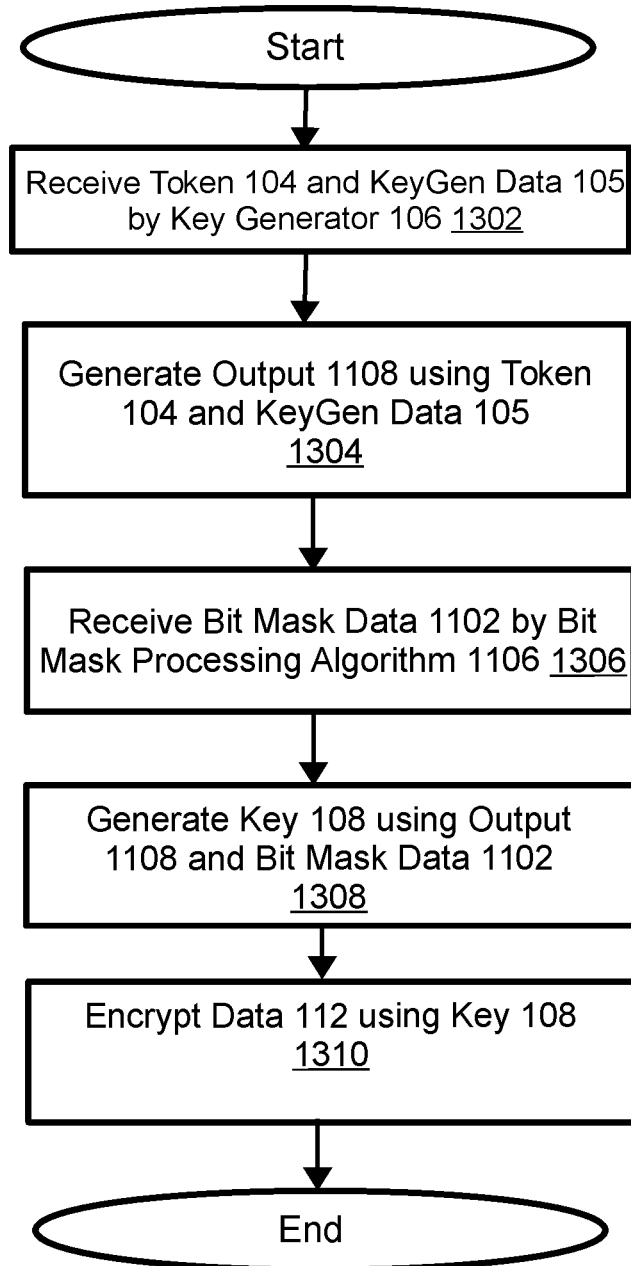 Start
Receive Token 104 and KeyGen Data 105
by Key Generator 106 1302
Generate Output 1108 using Token
104 and KeyGen Data 105
1304
Receive Bit Mask Data 1102 by Bit
Mask Processing Algorithm 1106 1306
Generate Key 108 using Output
1108 and Bit Mask Data 1102
1308
Encrypt Data 112 using Key 108
1310
End